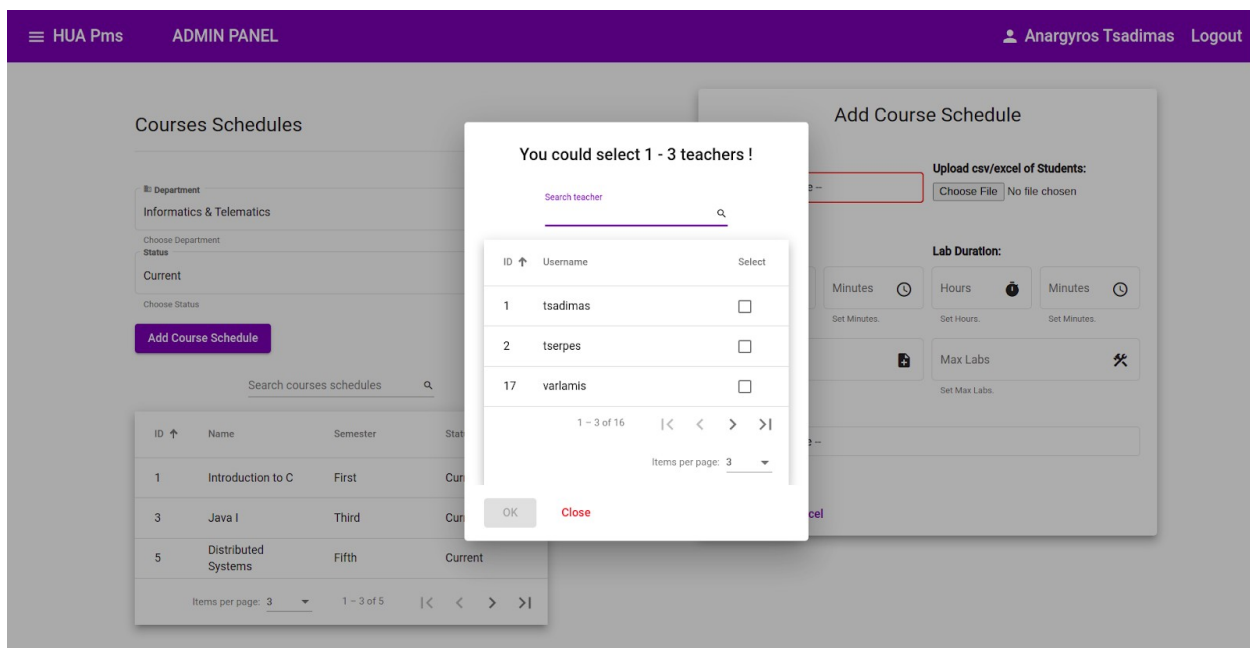 HUA Pms ADMIN PANEL Anargyros Tsadimas Logout
Courses Schedules
Department
Informatics & Telematics
Choose Department
Status
Current
Choose Status
Add Course Schedule
Search courses schedules
ID Name Semester
1 Introduction to C First
3 Java I Third
5 Distributed Systems Fifth Current
Items per page: 3 1 – 3 of 5
You could select 1 - 3 teachers !
Search teacher
ID Username Select
1 tsadimas
2 tserpes
17 varlamis
1 – 3 of 16
Items per page: 3
OK Close
Add Course Schedule
Upload csv/excel of Students:
Choose File No file chosen
Lab Duration:
Minutes Hours Minutes
Set Minutes. Set Hours. Set Minutes.
Max Labs
Set Max Labs.